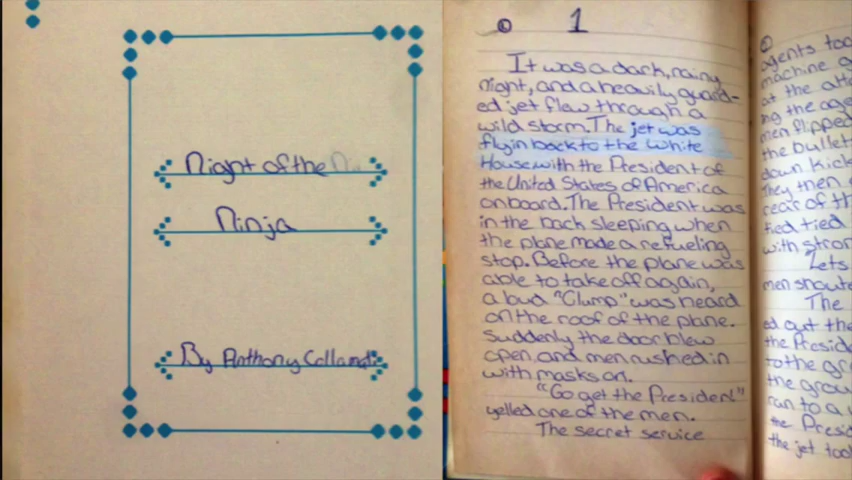 Night of the
Ninja
By Anthony Collands
1
It was a dark, rainy
night, and a heavily guard-
ed jet flew through a
wild storm. The jet was
flyin back to the White
House with the President of
the United States of America
onboard. The President was
in the back sleeping when
the plane made a refueling
stop. Before the plane was
able to take off again,
a loud "Clump" was heard
on the roof of the plane.
Suddenly the door blew
open, and men rushed in
with masks on.
"Go get the President"
yelled one of the men.
The secret service
agents too
machine g
at the atta
ing the age
men flipped
the bullet
down kick
They then
rear of th
tied tied
with stron
Lets
men shoute
The
ed out the
the Preside
to the gr
the grou
ran to a
the Presid
the jet took